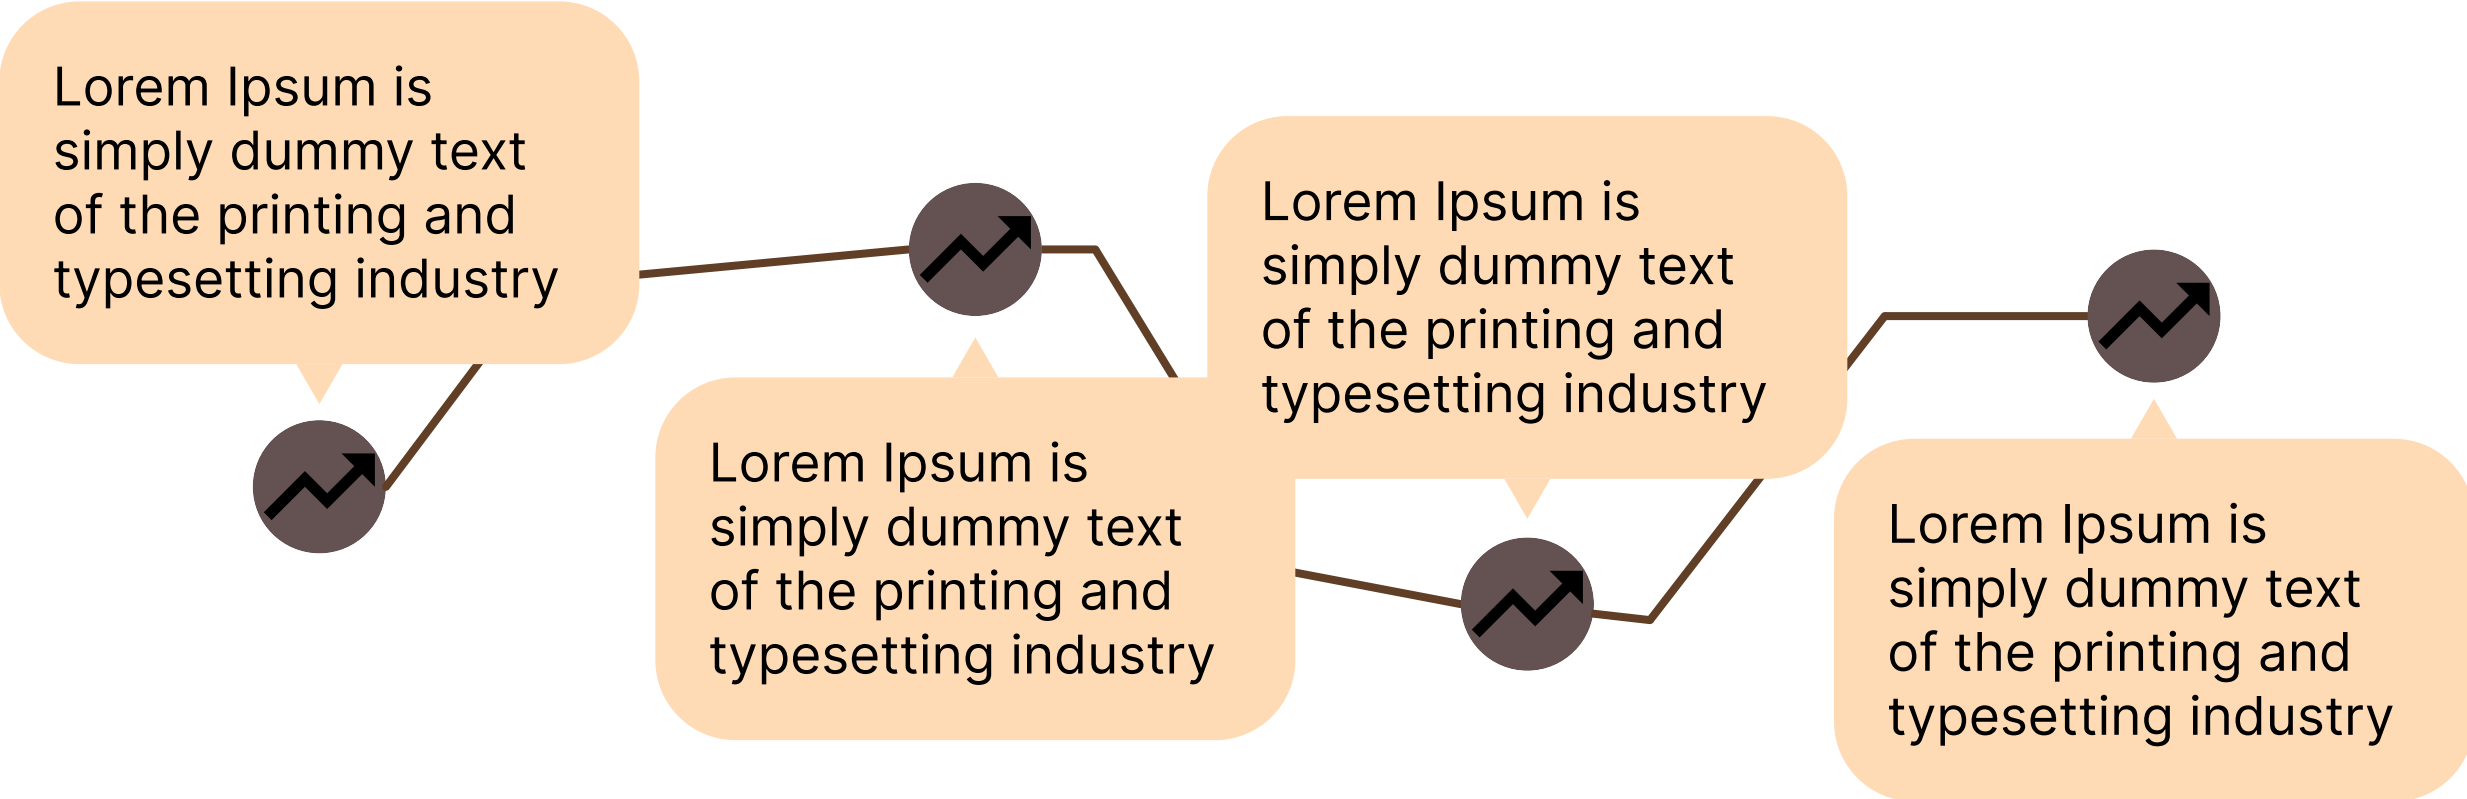 Lorem Ipsum is
simply dummy text
of the printing and
typesetting industry
Lorem Ipsum is
simply dummy text
of the printing and
typesetting industry
Lorem Ipsum is
simply dummy text
of the printing and
typesetting industry
Lorem Ipsum is
simply dummy text
of the printing and
typesetting industry